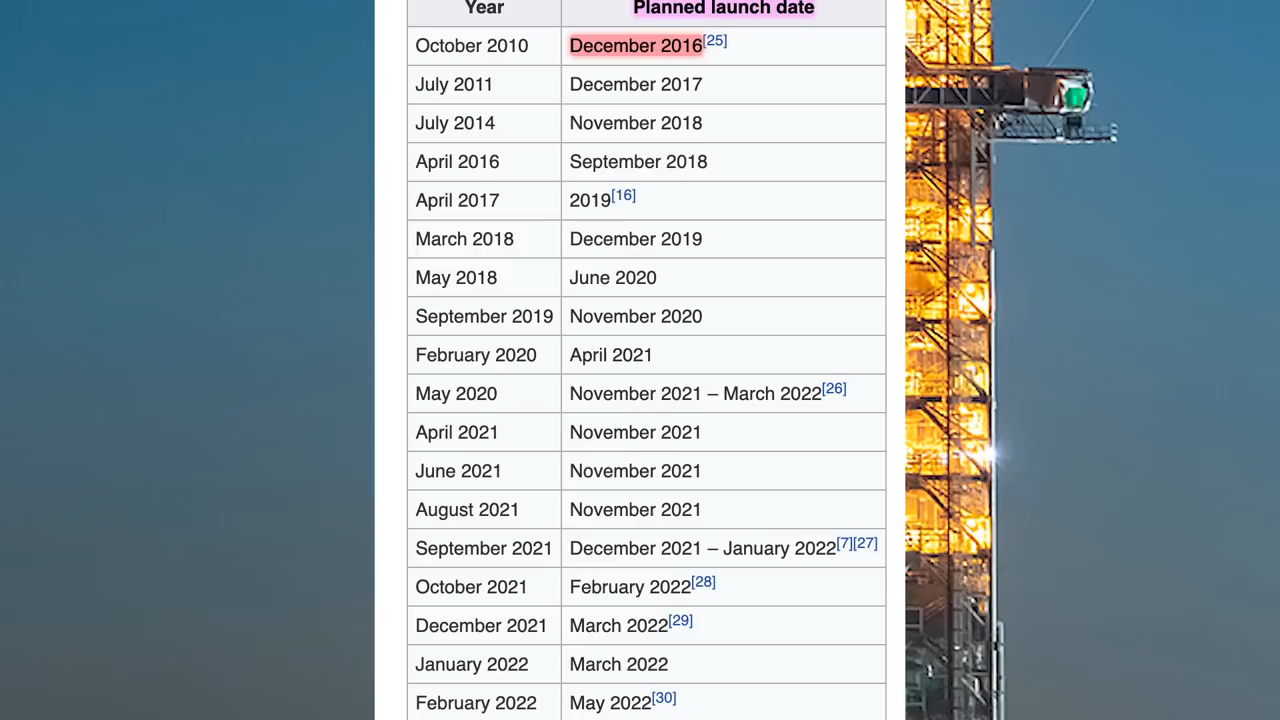 Year Planned launch date
October 2010 December 2016[25]
July 2011 December 2017
July 2014 November 2018
April 2016 September 2018
April 2017 2019[16]
March 2018 December 2019
May 2018 June 2020
September 2019 November 2020
February 2020 April 2021
May 2020 November 2021 – March 2022[26]
April 2021 November 2021
June 2021 November 2021
August 2021 November 2021
September 2021 December 2021 – January 2022[7][27]
October 2021 February 2022[28]
December 2021 March 2022[29]
January 2022 March 2022
February 2022 May 2022[30]